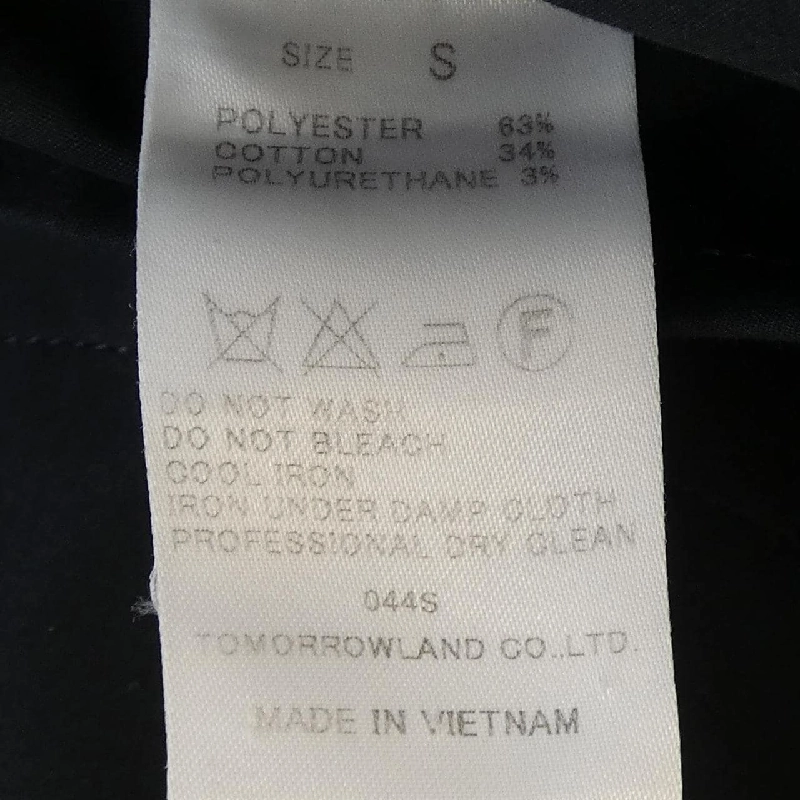 SIZE S
POLYESTER 63%
COTTON 34%
POLYURETHANE 3%
F
DO NOT WASH
DO NOT BLEACH
COOL IRON
IRON UNDER DAMP CLOTH
PROFESSIONAL DRY CLEAN
044S
TOMORROWLAND CO.,LTD.
MADE IN VIETNAM